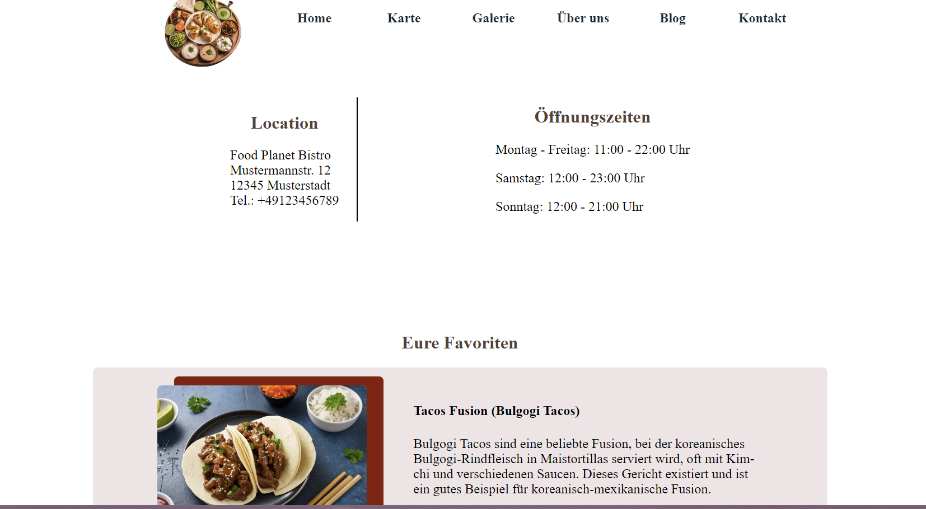 Home Karte Galerie Über uns Blog Kontakt
Location
Food Planet Bistro
Mustermannstr. 12
12345 Musterstadt
Tel.: +49123456789
Öffnungszeiten
Montag - Freitag: 11:00 - 22:00 Uhr
Samstag: 12:00 - 23:00 Uhr
Sonntag: 12:00 - 21:00 Uhr
Eure Favoriten
Tacos Fusion (Bulgogi Tacos)
Bulgogi Tacos sind eine beliebte Fusion, bei der koreanisches
Bulgogi-Rindfleisch in Maistortillas serviert wird, oft mit Kim-
chi und verschiedenen Saucen. Dieses Gericht existiert und ist
ein gutes Beispiel für koreanisch-mexikanische Fusion.